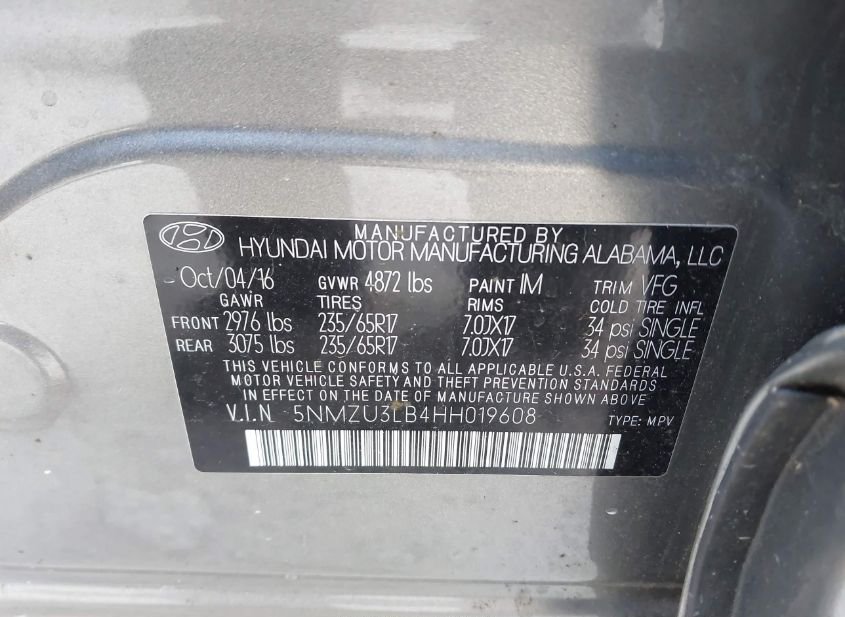 MANUFACTURED BY
HYUNDAI MOTOR MANUFACTURING ALABAMA, LLC
Oct/04/16 GVWR 4872 lbs PAINT IM TRIM VFG
GAWR TIRES RIMS COLD TIRE INFL
FRONT 2976 lbs 235/65R17 7.0JX17 34 psi SINGLE
REAR 3075 lbs 235/65R17 7.0JX17 34 psi SINGLE
THIS VEHICLE CONFORMS TO ALL APPLICABLE U.S.A. FEDERAL
MOTOR VEHICLE SAFETY AND THEFT PREVENTION STANDARDS
IN EFFECT ON THE DATE OF MANUFACTURE SHOWN ABOVE
V.I.N. 5NMZU3LB4HH019608 TYPE: MPV